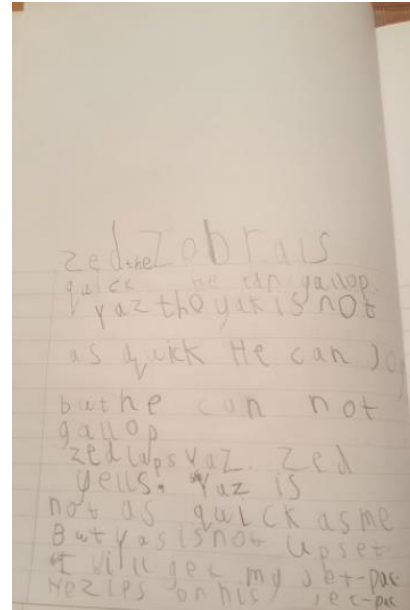 zed the Zobra is
quick he can gallop.
yaz the yak is not
as quick He can jog
but he can not
gallop
zed laps yaz. zed
yells. Yaz is
not as quick as me
But yas is not upset.
I will get my jet-pac
He zips on his jet-pac